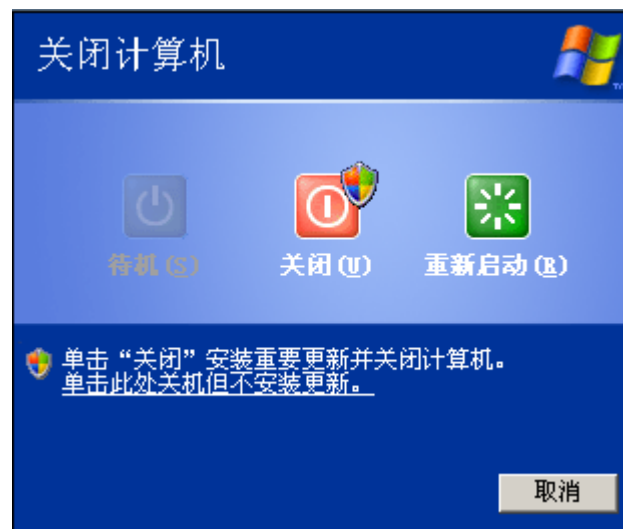 关闭计算机
TM
待机(S)
关闭(U)
重新启动(R)
单击“关闭”安装重要更新并关闭计算机。
单击此处关机但不安装更新。
取消